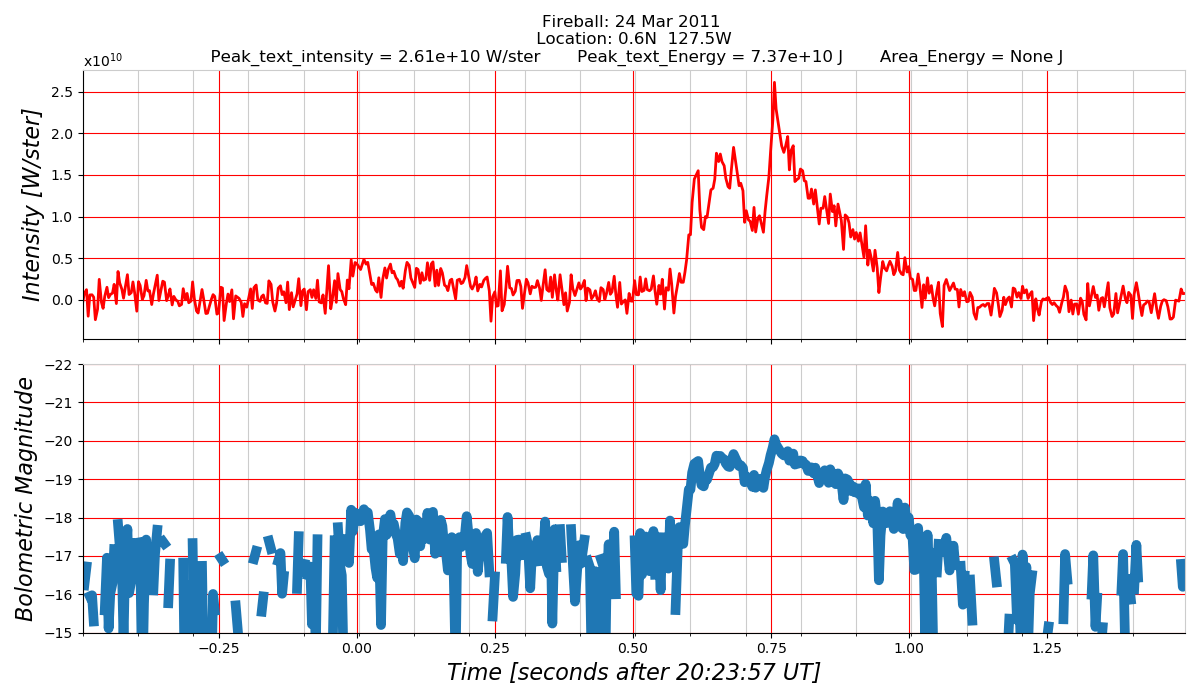 Fireball: 24 Mar 2011
Location: 0.6N  127.5W
Peak_text_intensity = 2.61e+10 W/ster       Peak_text_Energy = 7.37e+10 J       Area_Energy = None J
x10¹⁰
2.5
2.0
1.5
1.0
0.5
0.0
Intensity [W/ster]
−22
−21
−20
−19
−18
−17
−16
−15
Bolometric Magnitude
−0.25 0.00 0.25 0.50 0.75 1.00 1.25
Time [seconds after 20:23:57 UT]